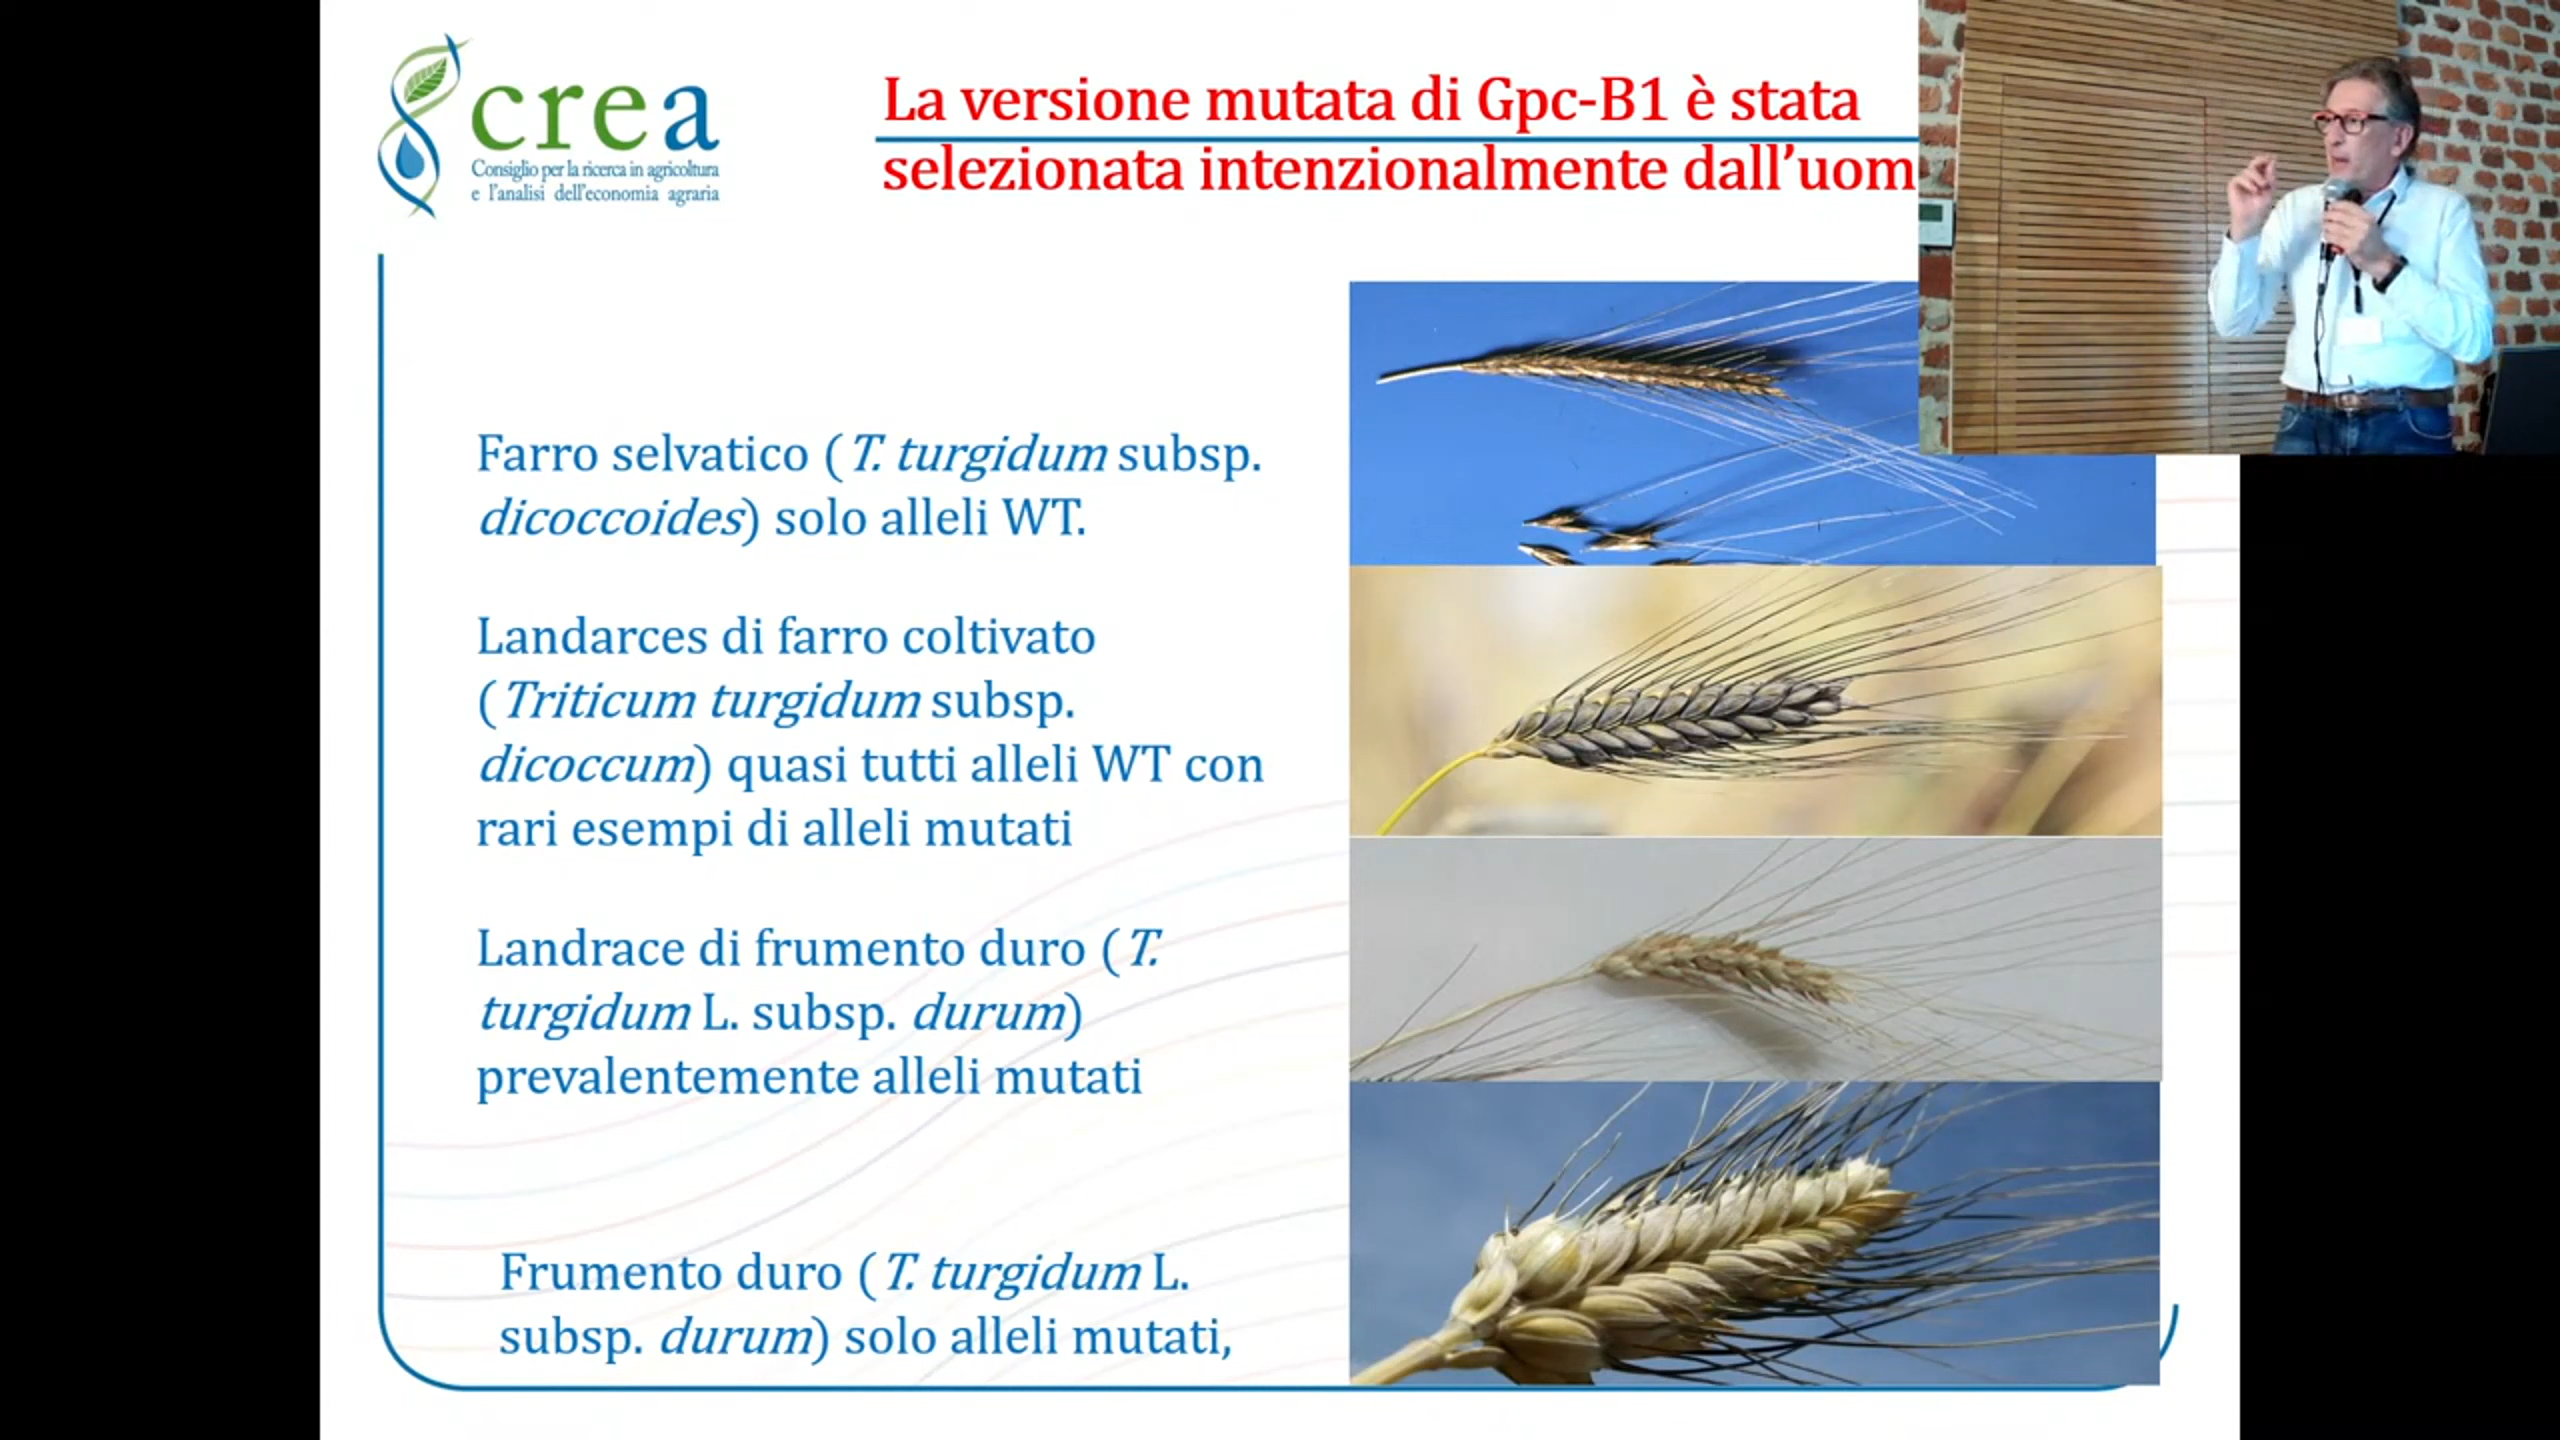 crea
Consiglio per la ricerca in agricoltura
e l'analisi dell'economia agraria
La versione mutata di Gpc-B1 è stata
selezionata intenzionalmente dall'uom
Farro selvatico (T. turgidum subsp.
dicoccoides) solo alleli WT.
Landarces di farro coltivato
(Triticum turgidum subsp.
dicoccum) quasi tutti alleli WT con
rari esempi di alleli mutati
Landrace di frumento duro (T.
turgidum L. subsp. durum)
prevalentemente alleli mutati
Frumento duro (T. turgidum L.
subsp. durum) solo alleli mutati,